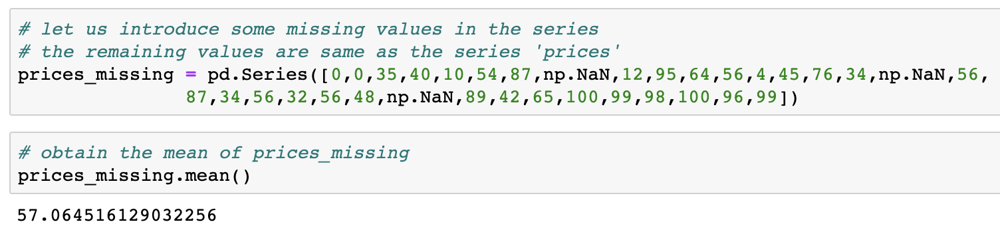 # let us introduce some missing values in the series
# the remaining values are same as the series 'prices'
prices_missing = pd.Series([0,0,35,40,10,54,87,np.NaN,12,95,64,56,4,45,76,34,np.NaN,56,
87,34,56,32,56,48,np.NaN,89,42,65,100,99,98,100,96,99])
# obtain the mean of prices_missing
prices_missing.mean()
57.064516129032256